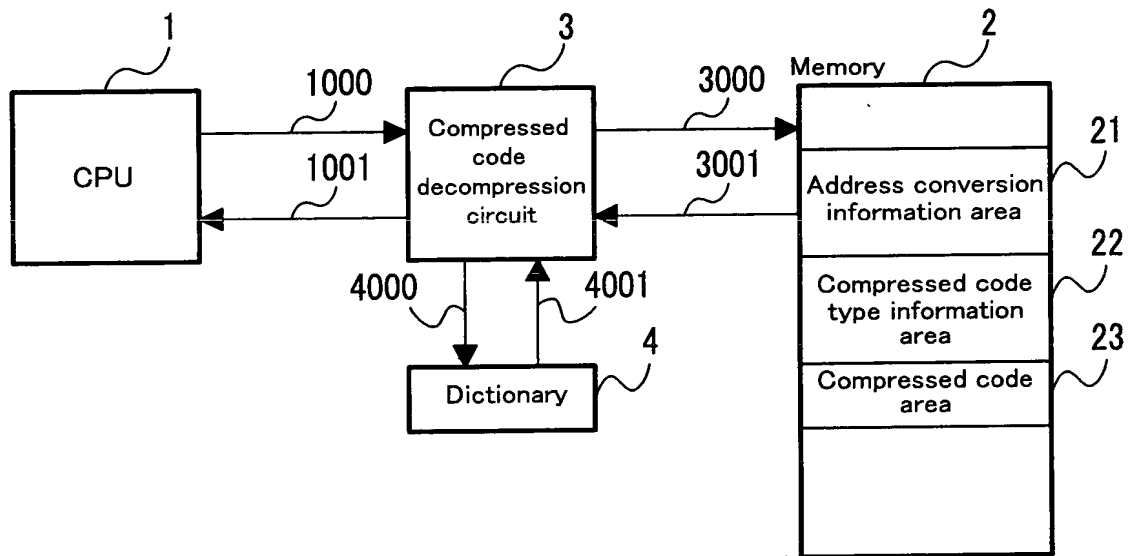 1
3
2
Memory
1000
3000
CPU
Compressed
code
decompression
circuit
1001
3001
21
Address conversion
information area
22
Compressed code
type information
area
23
Compressed code
area
4000
4001
4
Dictionary